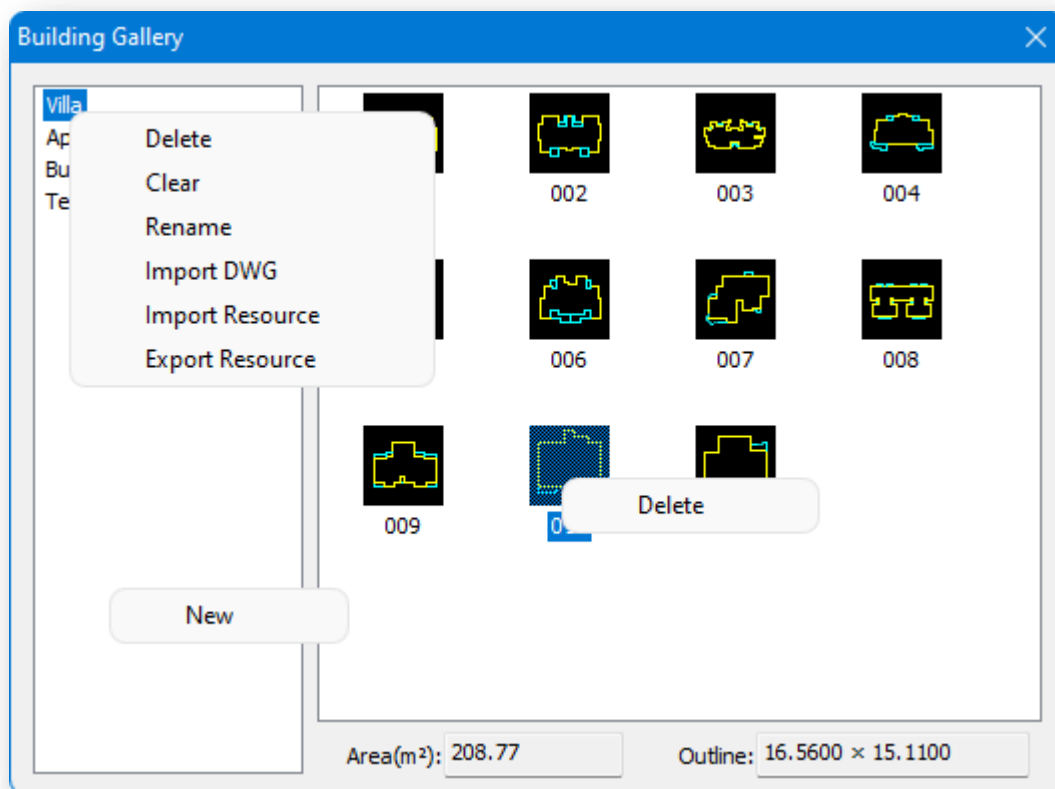 Building Gallery
Villa
Ap
Bu
Te
Delete
Clear
Rename
Import DWG
Import Resource
Export Resource
New
002
003
004
006
007
008
009
Delete
Area(m²): 208.77
Outline: 16.5600 × 15.1100